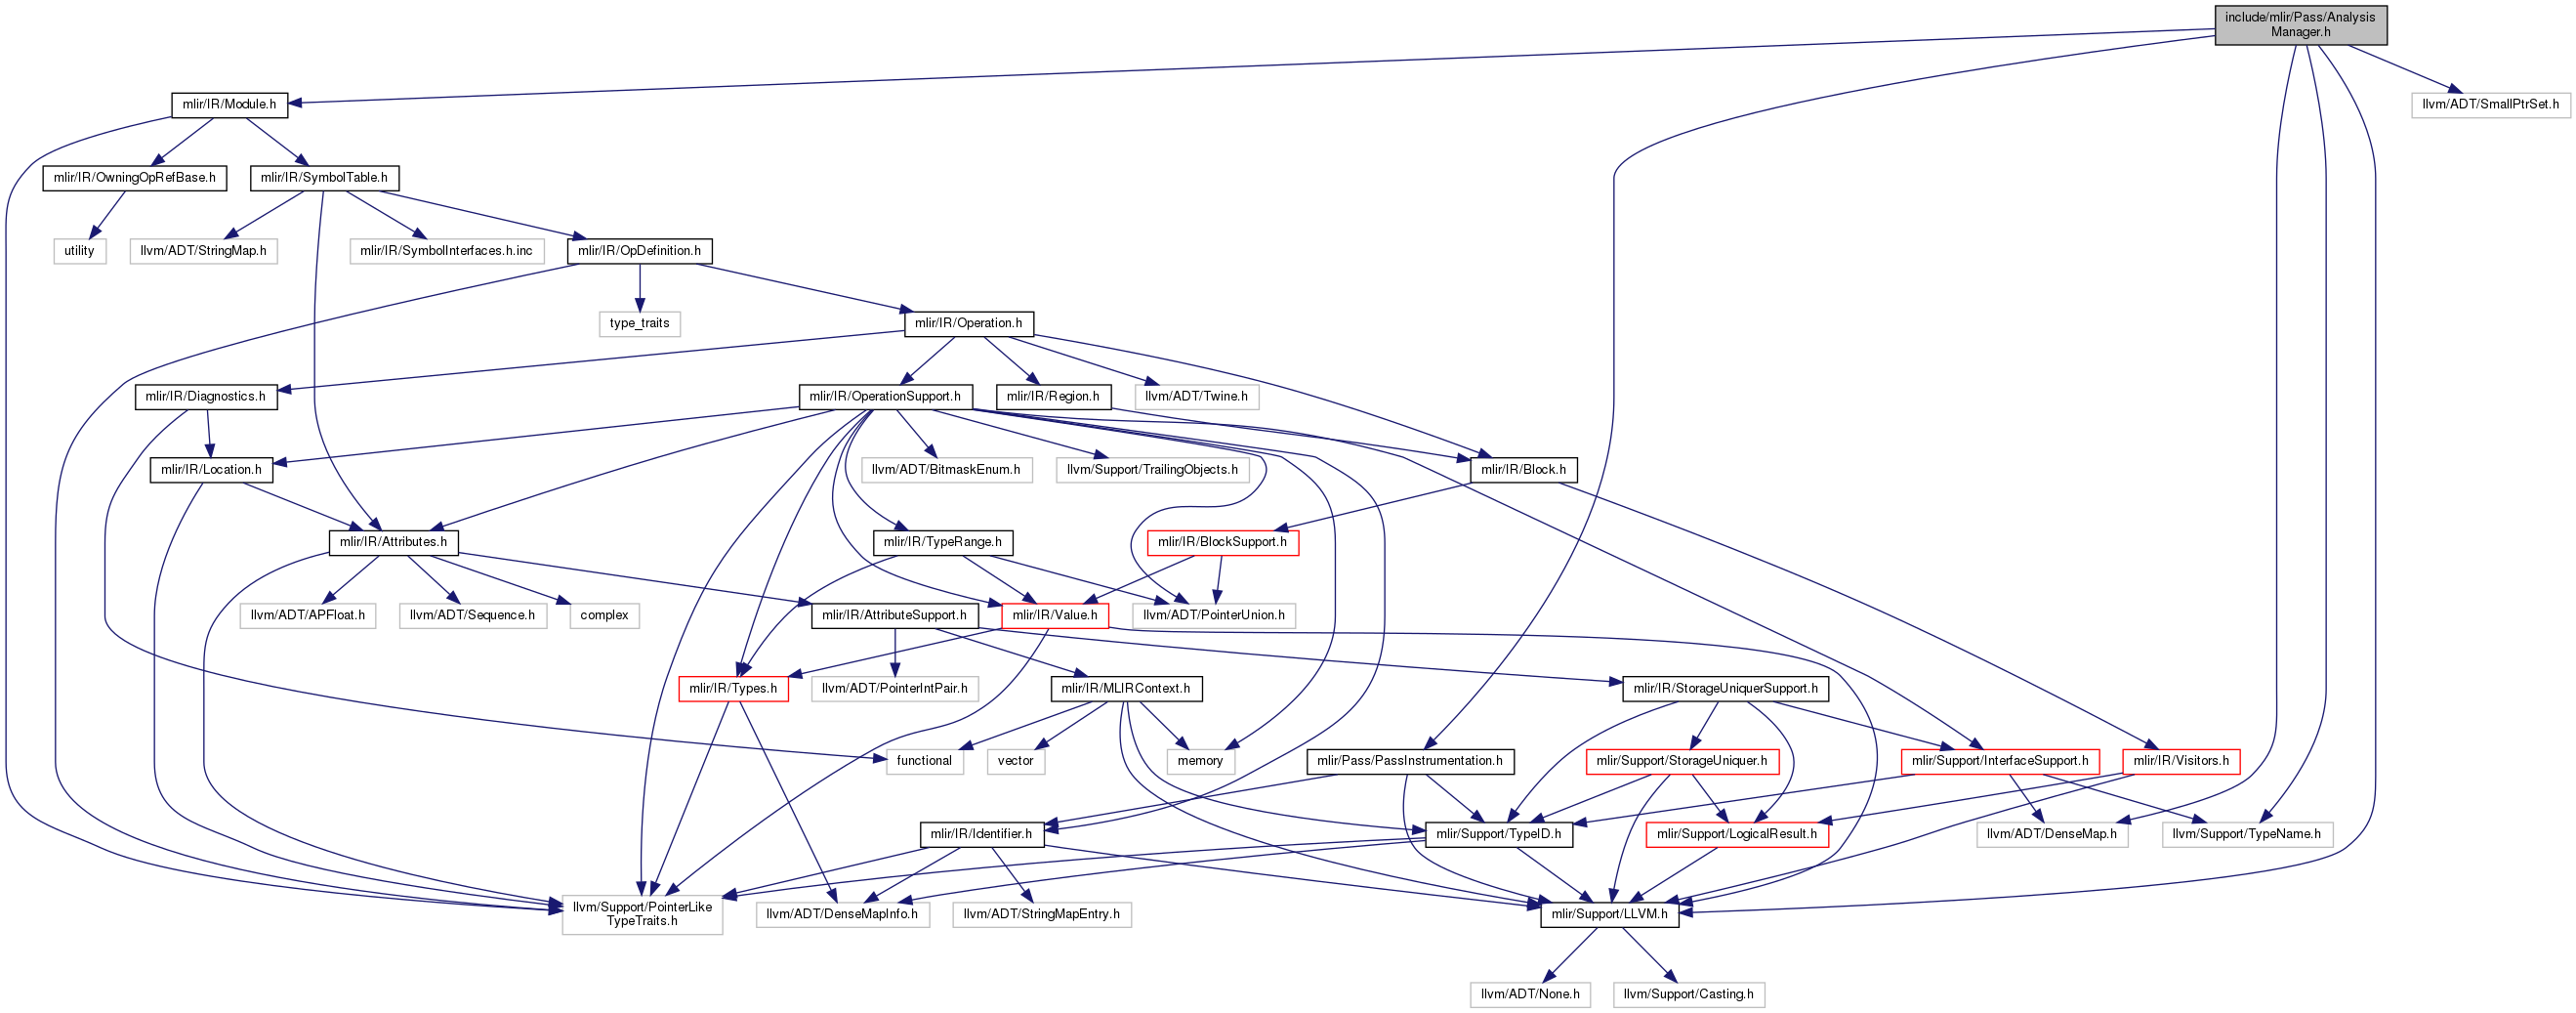 include/mlir/Pass/Analysis
Manager.h
mlir/IR/Module.h
llvm/ADT/SmallPtrSet.h
mlir/IR/OwningOpRefBase.h
mlir/IR/SymbolTable.h
utility
llvm/ADT/StringMap.h
mlir/IR/SymbolInterfaces.h.inc
mlir/IR/OpDefinition.h
type_traits
mlir/IR/Operation.h
mlir/IR/Diagnostics.h
mlir/IR/OperationSupport.h
mlir/IR/Region.h
llvm/ADT/Twine.h
mlir/IR/Location.h
llvm/ADT/BitmaskEnum.h
llvm/Support/TrailingObjects.h
mlir/IR/Block.h
mlir/IR/Attributes.h
mlir/IR/TypeRange.h
mlir/IR/BlockSupport.h
llvm/ADT/APFloat.h
llvm/ADT/Sequence.h
complex
mlir/IR/AttributeSupport.h
mlir/IR/Value.h
llvm/ADT/PointerUnion.h
mlir/IR/Types.h
llvm/ADT/PointerIntPair.h
mlir/IR/MLIRContext.h
mlir/IR/StorageUniquerSupport.h
functional
vector
memory
mlir/Pass/PassInstrumentation.h
mlir/Support/StorageUniquer.h
mlir/Support/InterfaceSupport.h
mlir/IR/Visitors.h
mlir/IR/Identifier.h
mlir/Support/TypeID.h
mlir/Support/LogicalResult.h
llvm/ADT/DenseMap.h
llvm/Support/TypeName.h
llvm/Support/PointerLike
TypeTraits.h
llvm/ADT/DenseMapInfo.h
llvm/ADT/StringMapEntry.h
mlir/Support/LLVM.h
llvm/ADT/None.h
llvm/Support/Casting.h